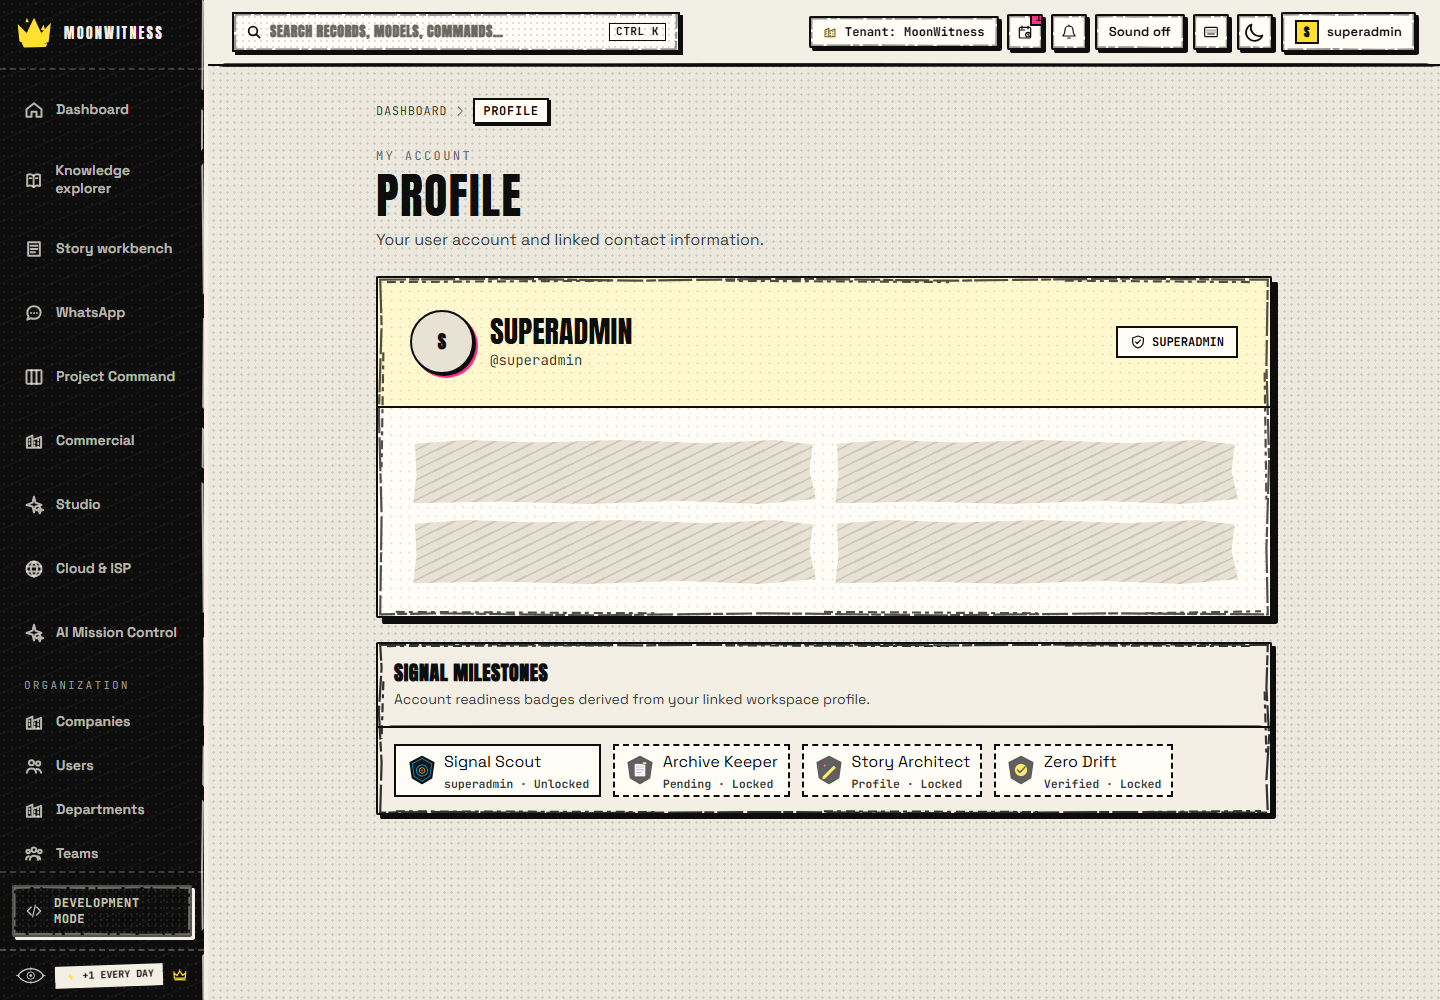 MOONWITNESS
SEARCH RECORDS, MODELS, COMMANDS...
CTRL K
Tenant: MoonWitness
Sound off
S
superadmin
Dashboard
Knowledge
explorer
Story workbench
WhatsApp
Project Command
Commercial
Studio
Cloud & ISP
AI Mission Control
ORGANIZATION
Companies
Users
Departments
Teams
DEVELOPMENT
MODE
+1 EVERY DAY
DASHBOARD
PROFILE
MY ACCOUNT
PROFILE
Your user account and linked contact information.
S
SUPERADMIN
@superadmin
SUPERADMIN
SIGNAL MILESTONES
Account readiness badges derived from your linked workspace profile.
Signal Scout
superadmin · Unlocked
Archive Keeper
Pending · Locked
Story Architect
Profile · Locked
Zero Drift
Verified · Locked